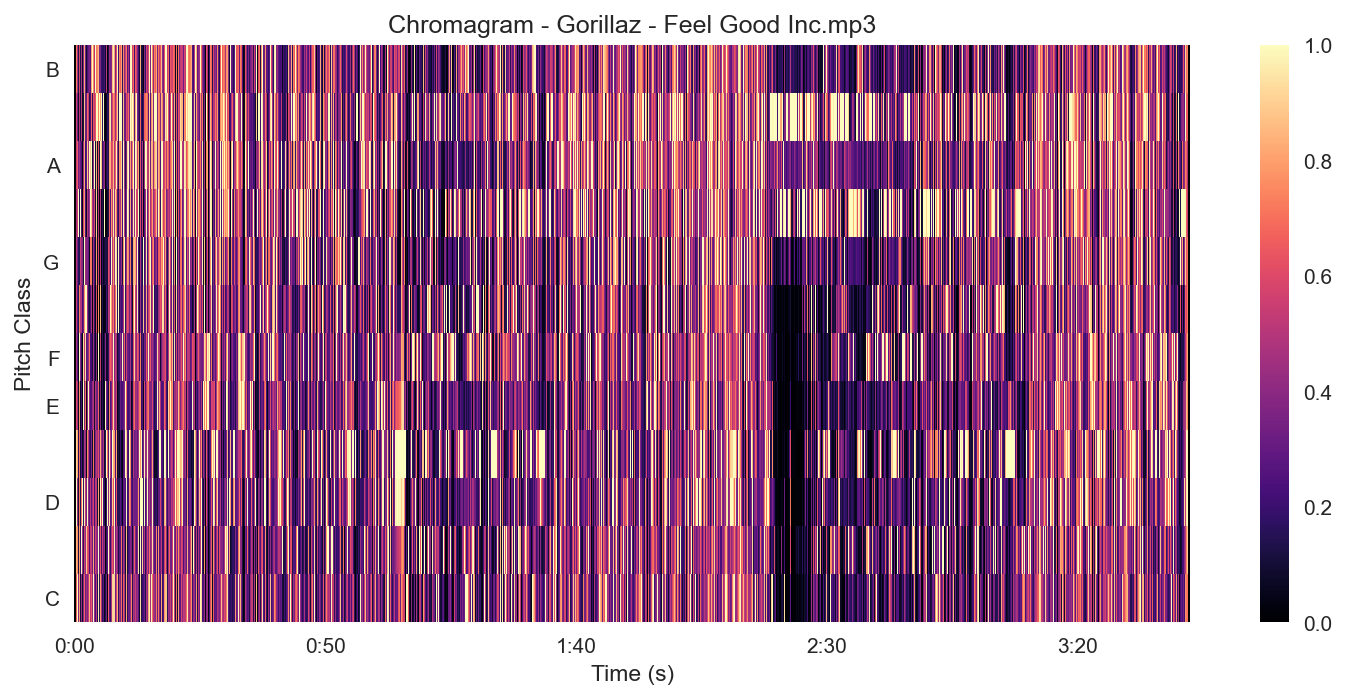 Chromagram - Gorillaz - Feel Good Inc.mp3
Pitch Class
B
A
G
F
E
D
C
0:00
0:50
1:40
2:30
3:20
Time (s)
1.0
0.8
0.6
0.4
0.2
0.0